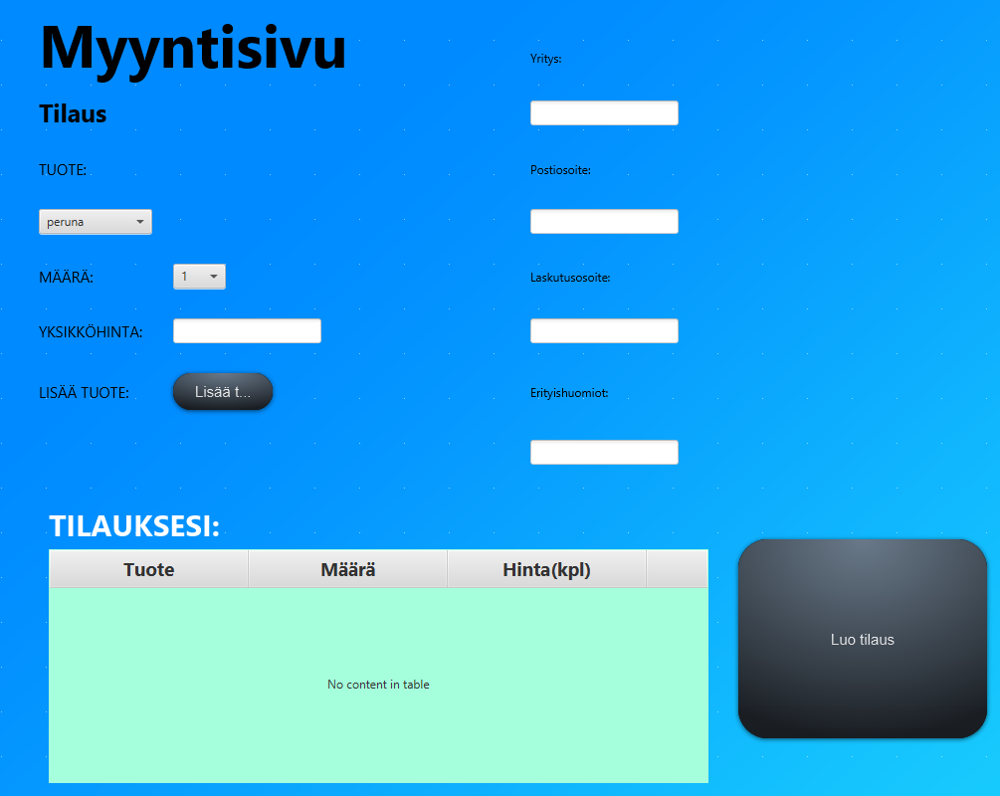 Myyntisivu
Tilaus
TUOTE:
peruna
MÄÄRÄ:
1
YKSIKKÖHINTA:
LISÄÄ TUOTE:
Lisää t...
Yritys:
Postiosoite:
Laskutusosoite:
Erityishuomiot:
TILAUKSESI:
Tuote Määrä Hinta(kpl)
No content in table
Luo tilaus